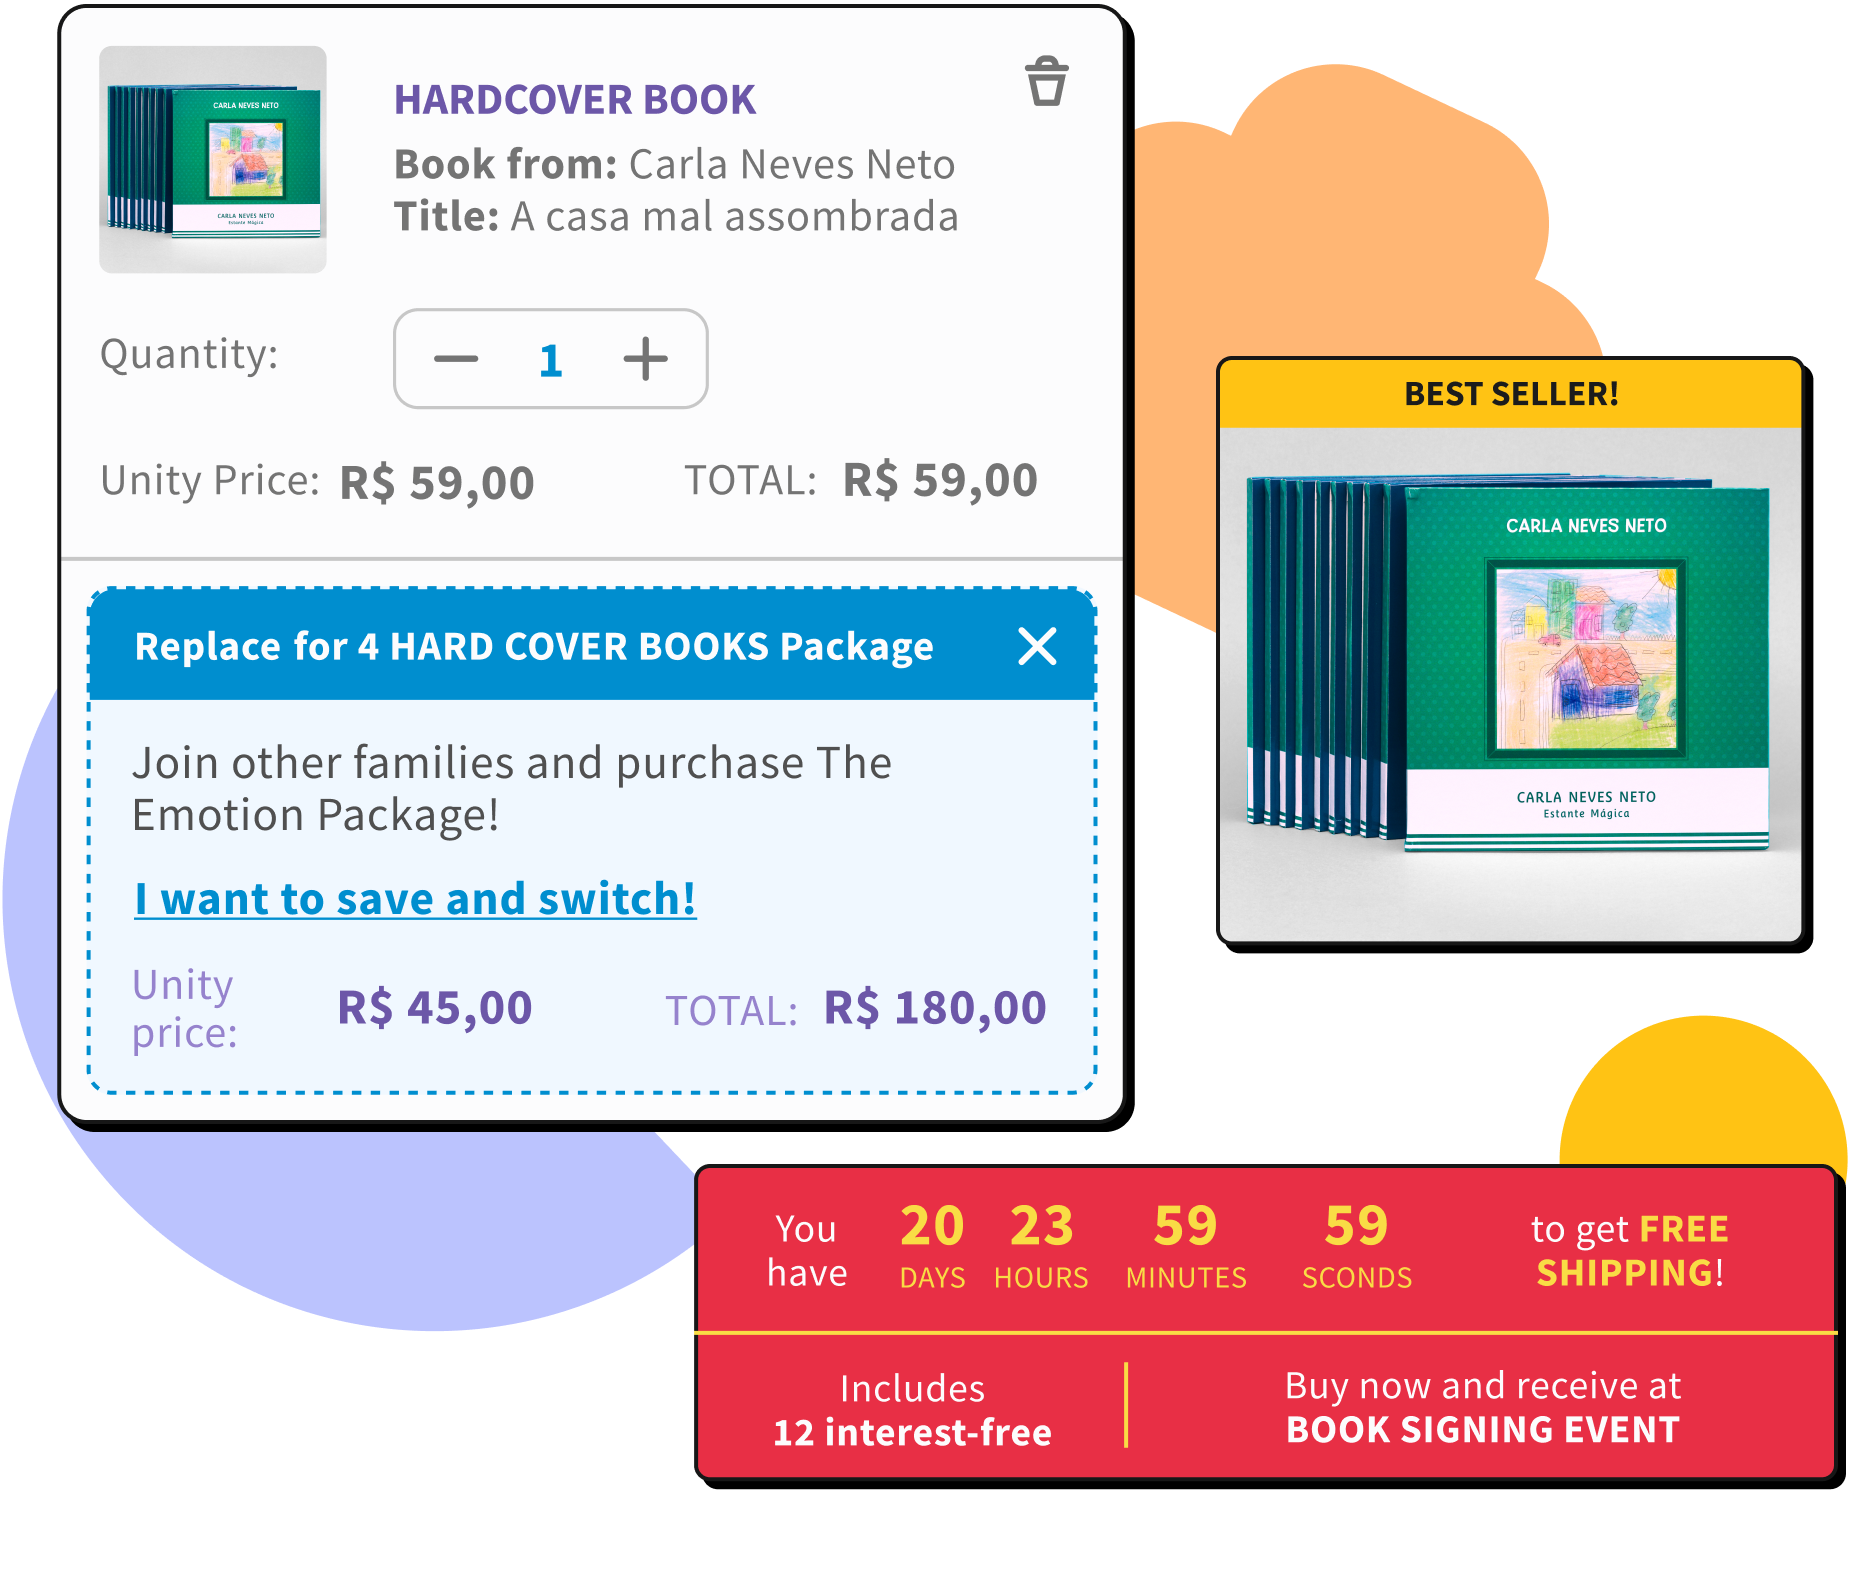 CARLA NEVES NETO
CARLA NEVES NETO
Estante Mágica
HARDCOVER BOOK
Book from: Carla Neves Neto
Title: A casa mal assombrada
Quantity:
1
Unity Price: R$ 59,00
TOTAL: R$ 59,00
Replace for 4 HARD COVER BOOKS Package
Join other families and purchase The
Emotion Package!
I want to save and switch!
Unity
price:
R$ 45,00
TOTAL: R$ 180,00
BEST SELLER!
CARLA NEVES NETO
CARLA NEVES NETO
Estante Mágica
You
have
20
DAYS
23
HOURS
59
MINUTES
59
SCONDS
to get FREE
SHIPPING!
Includes
12 interest-free
Buy now and receive at
BOOK SIGNING EVENT